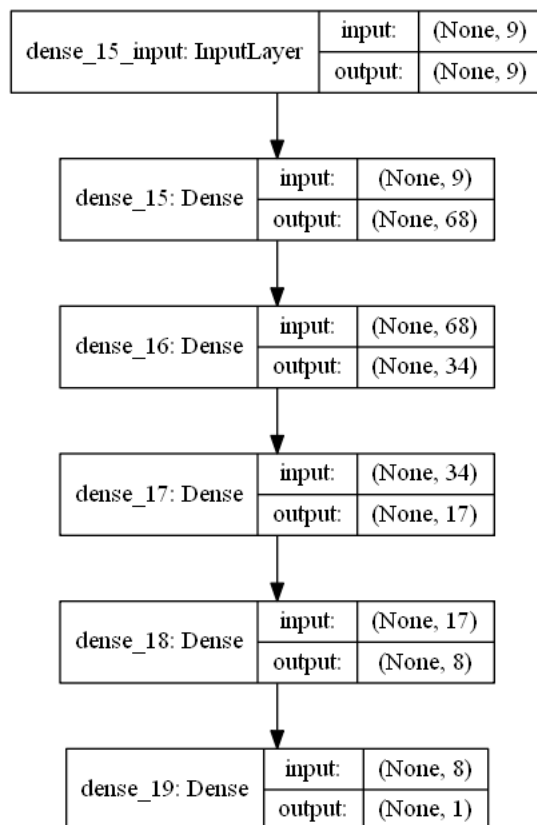 dense_15_input: InputLayer
input: (None, 9)
output: (None, 9)
dense_15: Dense
input: (None, 9)
output: (None, 68)
dense_16: Dense
input: (None, 68)
output: (None, 34)
dense_17: Dense
input: (None, 34)
output: (None, 17)
dense_18: Dense
input: (None, 17)
output: (None, 8)
dense_19: Dense
input: (None, 8)
output: (None, 1)